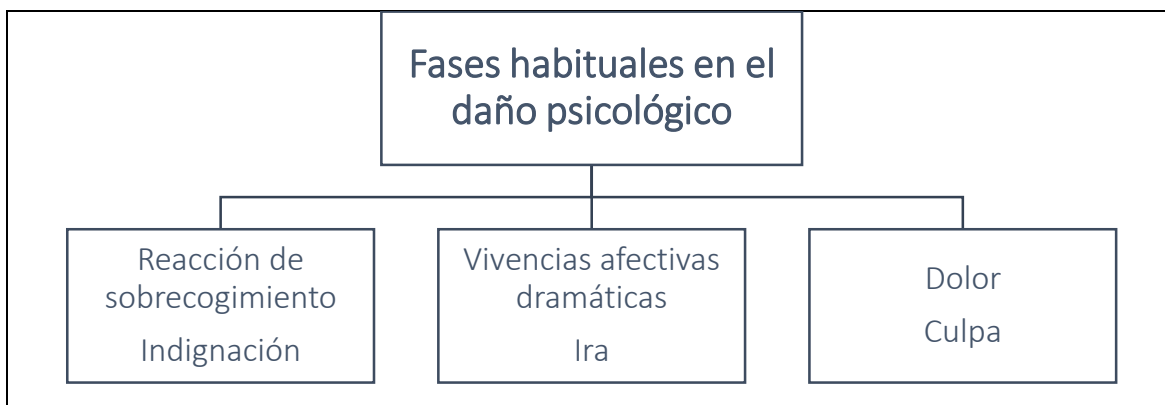 Fases habituales en el
daño psicológico
Reacción de
sobrecogimiento
Indignación
Vivencias afectivas
dramáticas
Ira
Dolor
Culpa